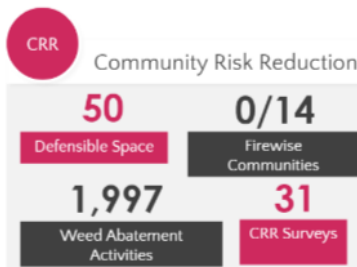 CRR
Community Risk Reduction
50
0/14
Defensible Space
Firewise
Communities
1,997
31
Weed Abatement
Activities
CRR Surveys